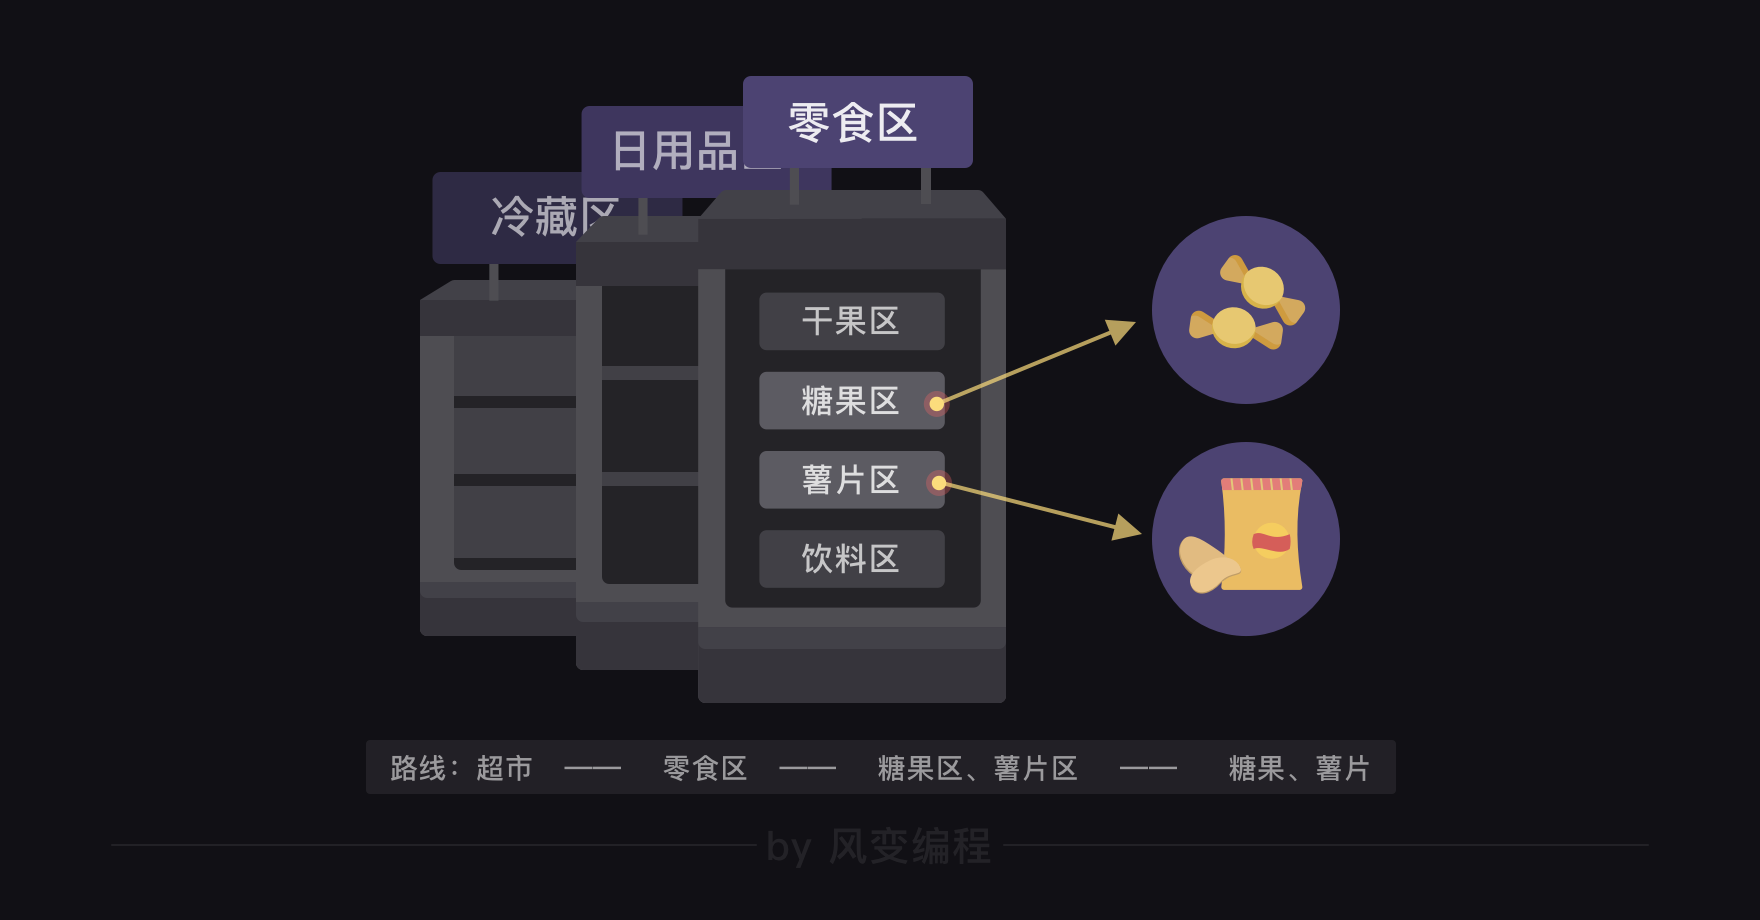 零食区
日用品
冷藏区
干果区
糖果区
薯片区
饮料区
路线：超市 —— 零食区 —— 糖果区、薯片区 —— 糖果、薯片
by 风变编程